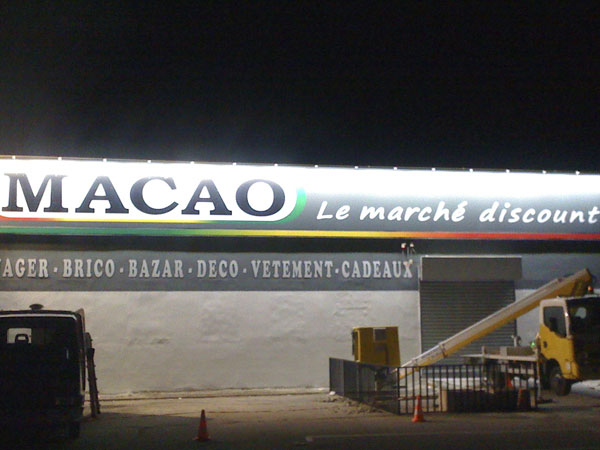 MACAO Le marché discount
- BRICO - BAZAR - DECO - VETEMENT - CADEAUX